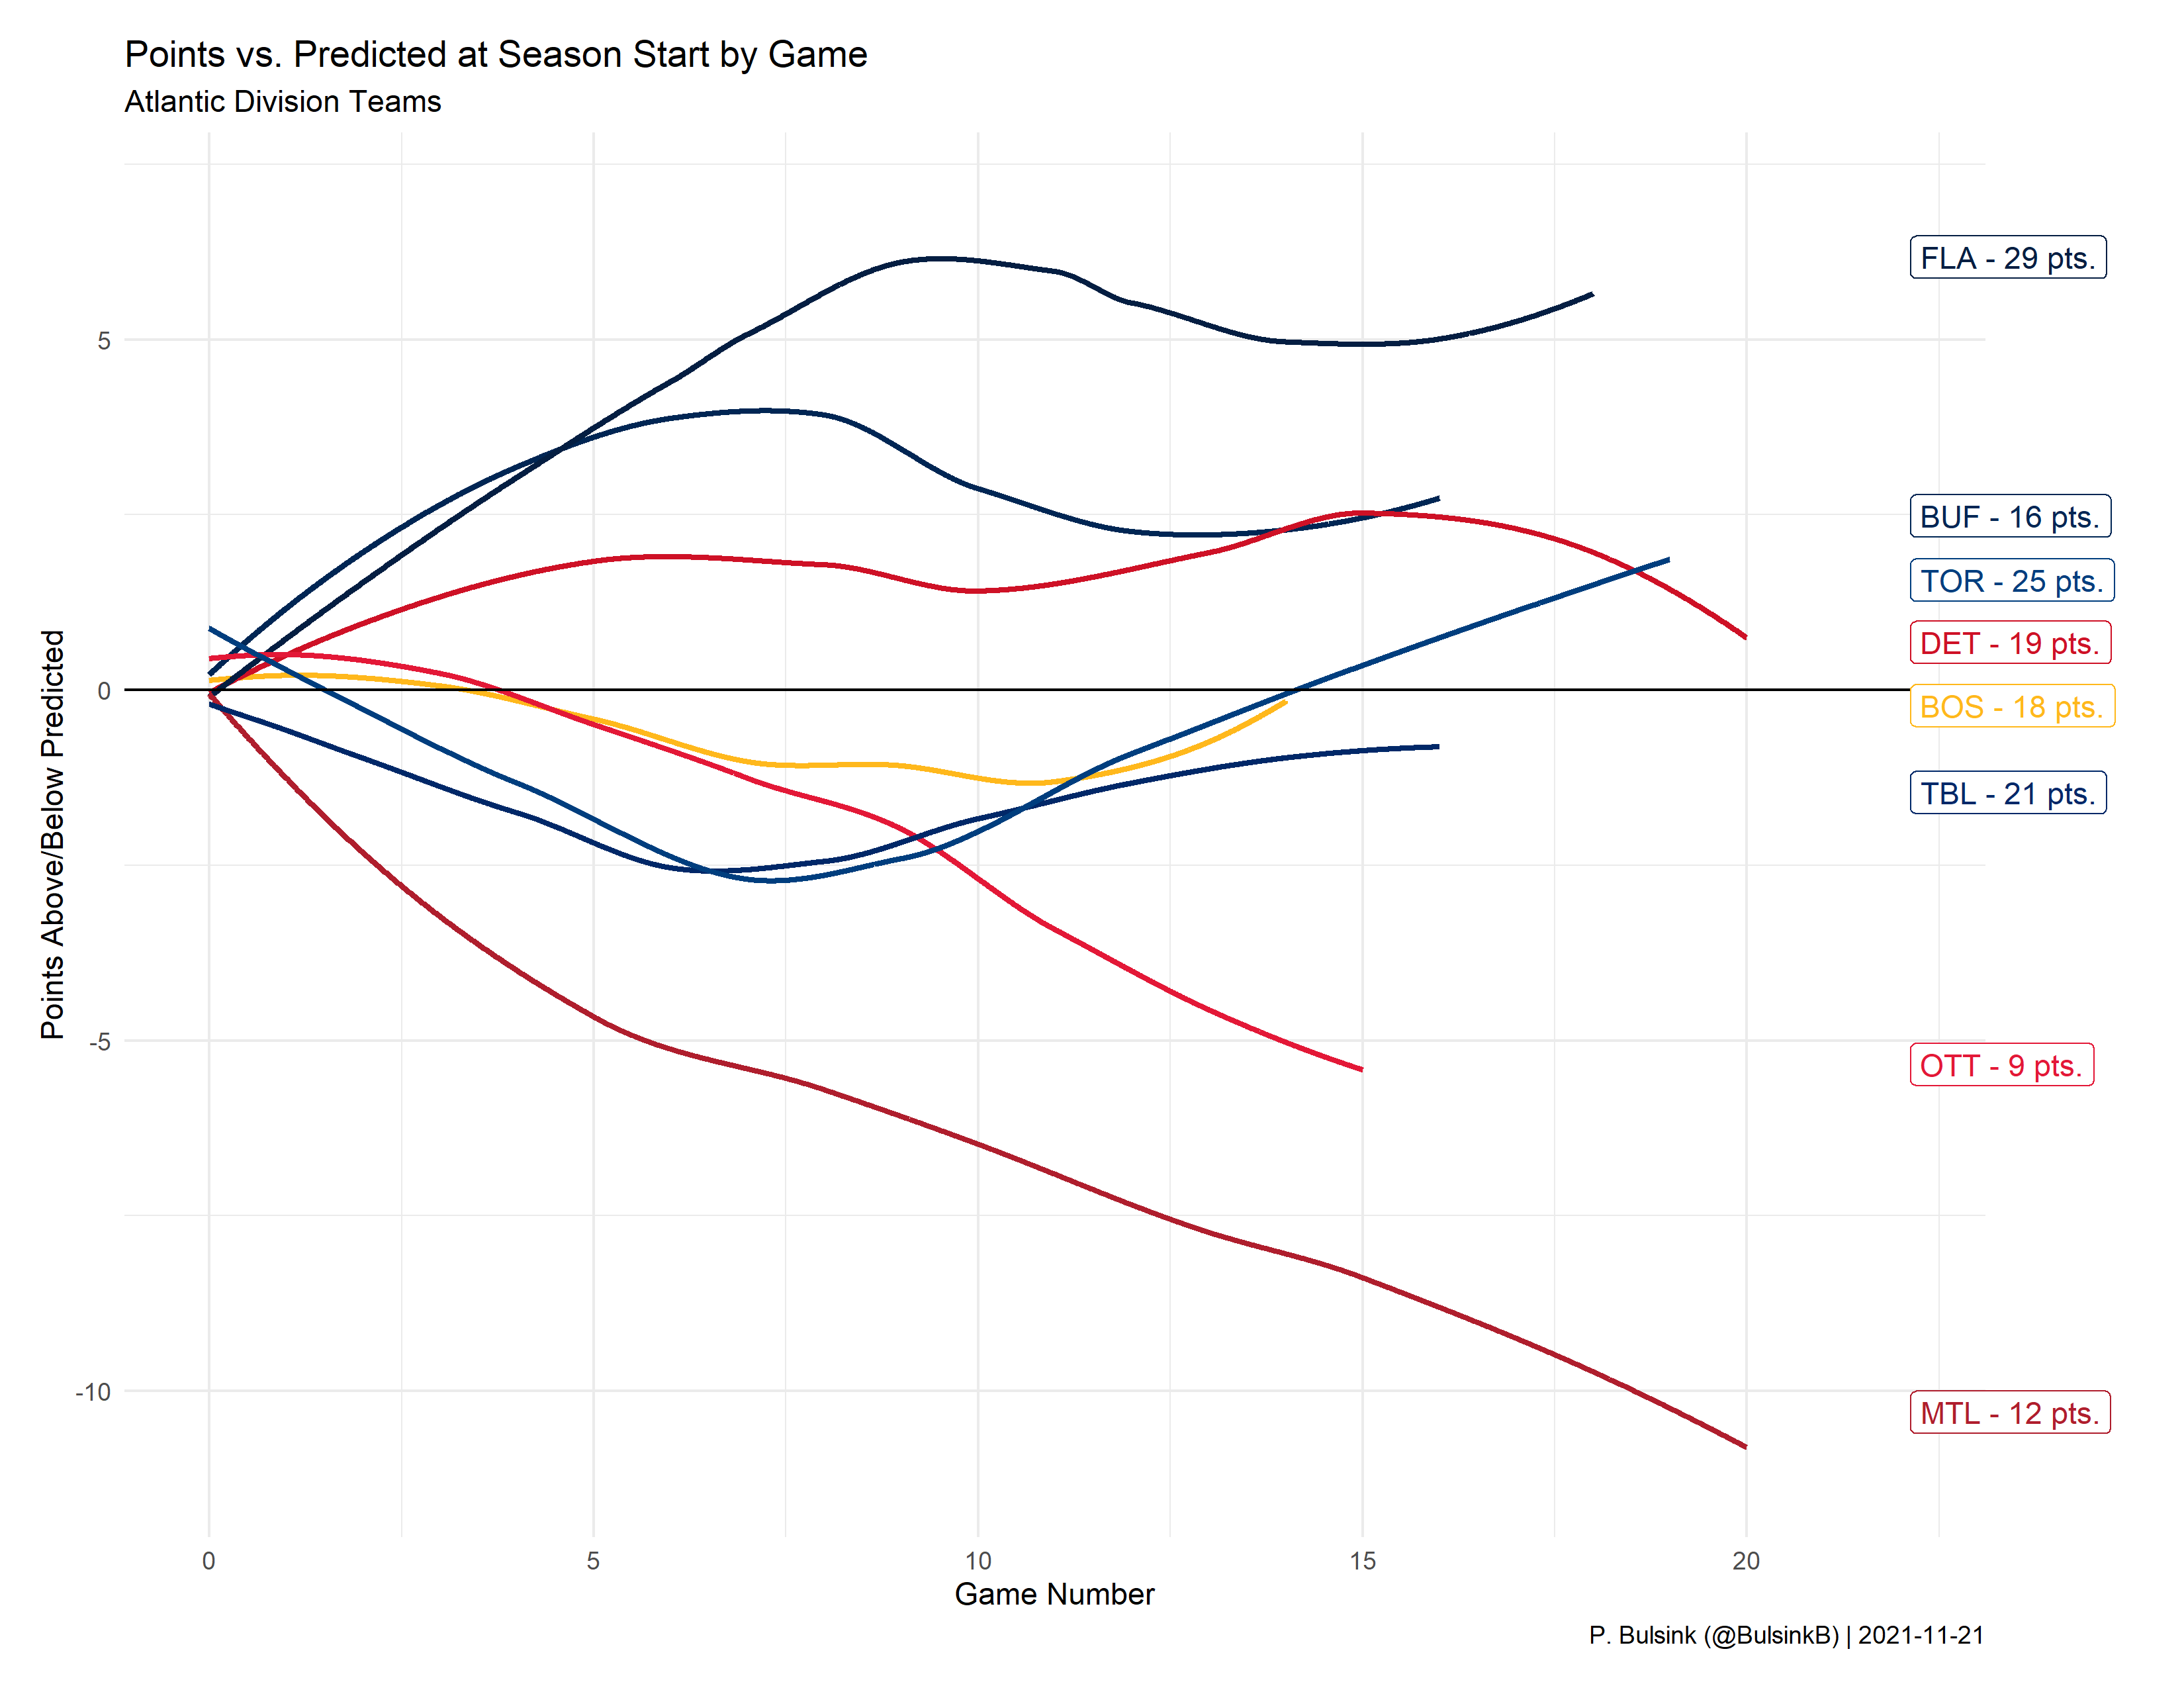 Points vs. Predicted at Season Start by Game
Atlantic Division Teams
Points Above/Below Predicted
5
0
-5
-10
FLA - 29 pts.
BUF - 16 pts.
TOR - 25 pts.
DET - 19 pts.
BOS - 18 pts.
TBL - 21 pts.
OTT - 9 pts.
MTL - 12 pts.
0 5 10 15 20
Game Number
P. Bulsink (@BulsinkB) | 2021-11-21